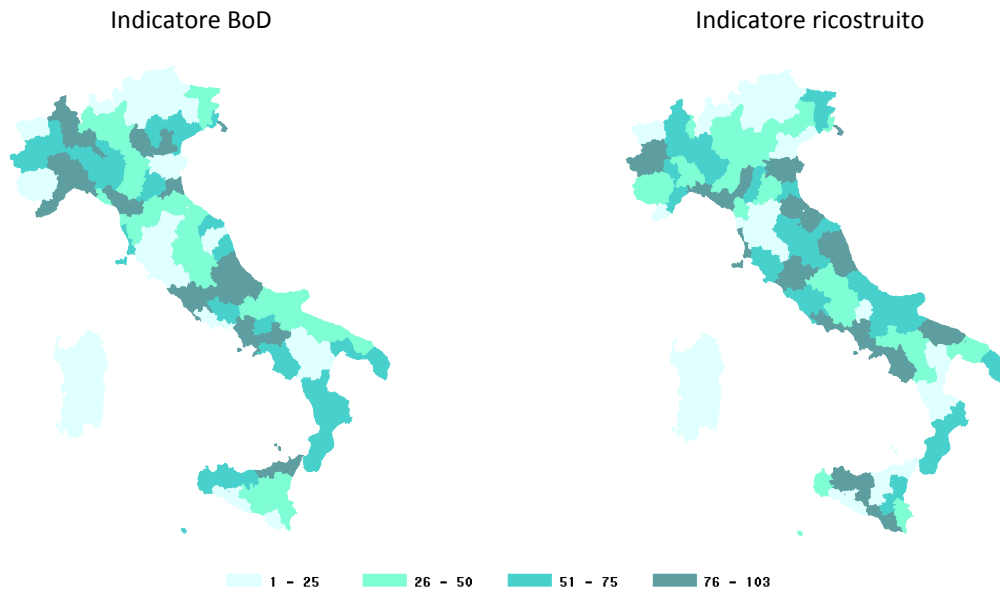 Indicatore BoD
Indicatore ricostruito
1 - 25
26 - 50
51 - 75
76 - 103